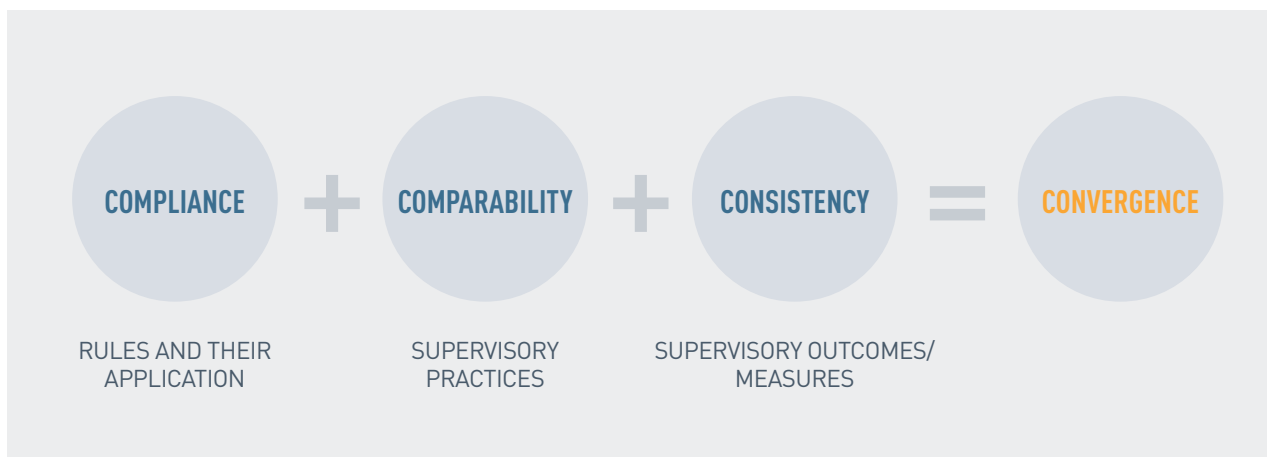 COMPLIANCE + COMPARABILITY + CONSISTENCY = CONVERGENCE
RULES AND THEIR
APPLICATION
SUPERVISORY
PRACTICES
SUPERVISORY OUTCOMES/
MEASURES